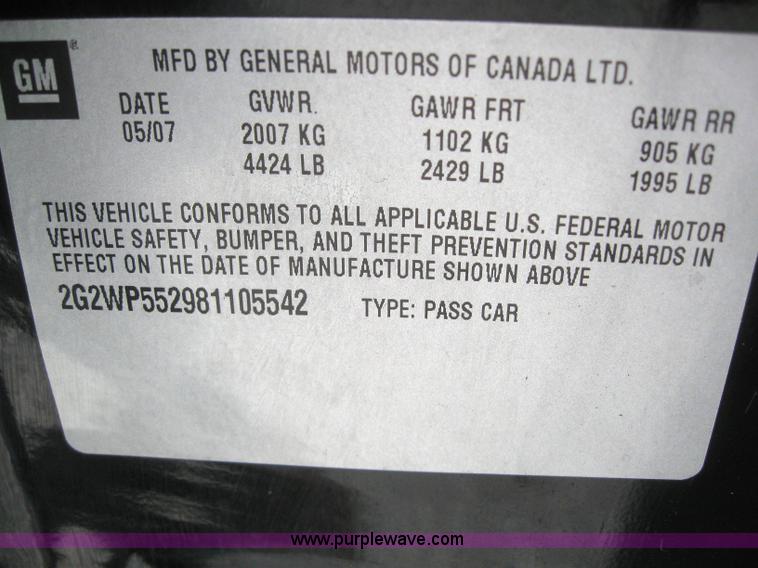 GM®
MFD BY GENERAL MOTORS OF CANADA LTD.
DATE GVWR. GAWR FRT GAWR RR
05/07 2007 KG 1102 KG 905 KG
4424 LB 2429 LB 1995 LB
THIS VEHICLE CONFORMS TO ALL APPLICABLE U.S. FEDERAL MOTOR
VEHICLE SAFETY, BUMPER, AND THEFT PREVENTION STANDARDS IN
EFFECT ON THE DATE OF MANUFACTURE SHOWN ABOVE
2G2WP552981105542 TYPE: PASS CAR
www.purplewave.com